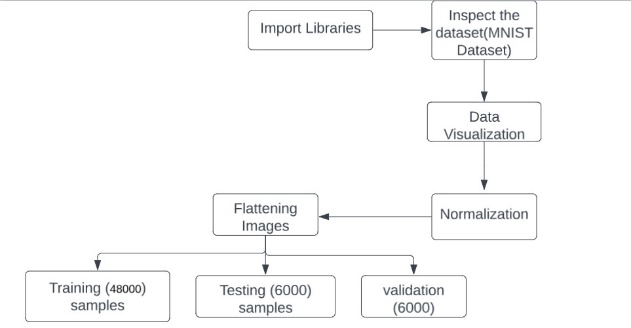 Import Libraries
Inspect the
dataset(MNIST
Dataset)
Data
Visualization
Normalization
Flattening
Images
Training (48000)
samples
Testing (6000)
samples
validation
(6000)